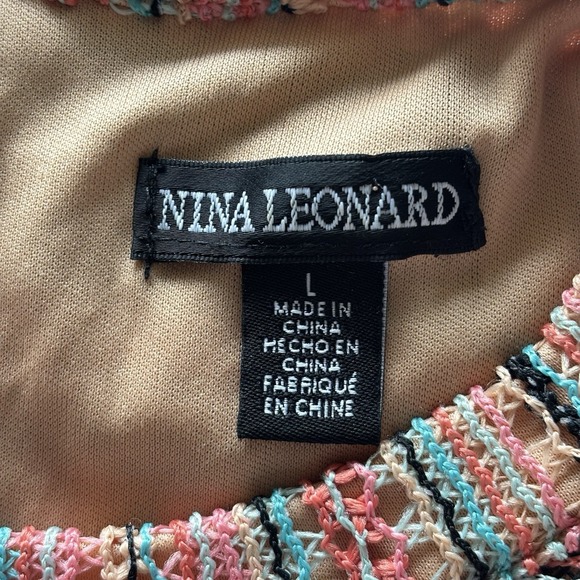 NINA LEONARD
L
MADE IN
CHINA
HECHO EN
CHINA
FABRIQUÉ
EN CHINE